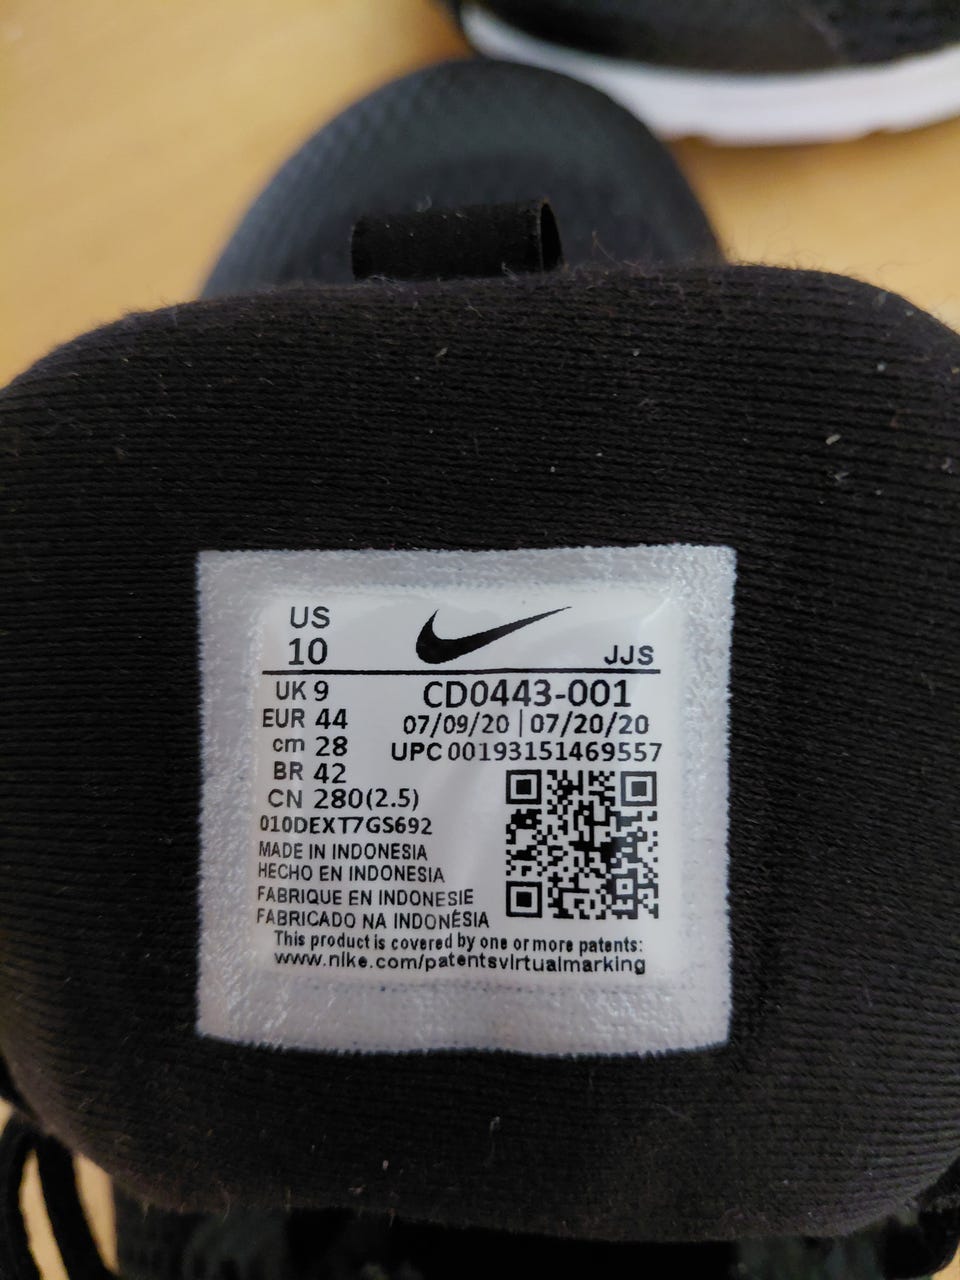 US
10
JJS
UK 9
CD0443-001
EUR 44
07/09/20 | 07/20/20
cm 28
UPC 00193151469557
BR 42
CN 280(2.5)
010DEXT7GS692
MADE IN INDONESIA
HECHO EN INDONESIA
FABRIQUE EN INDONESIE
FABRICADO NA INDONÉSIA
This product is covered by one or more patents:
www.nike.com/patentsvirtualmarking